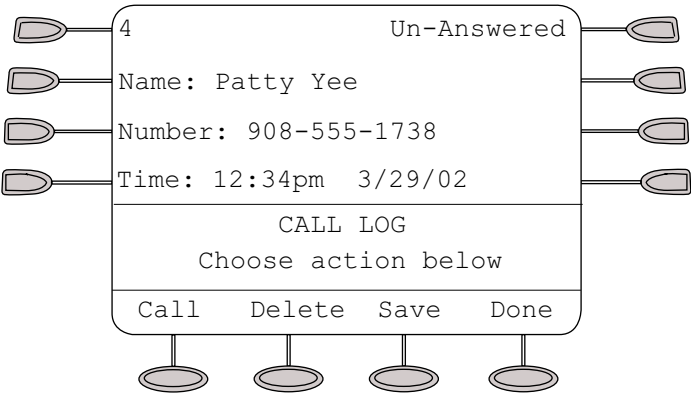 4 Un-Answered
Name: Patty Yee
Number: 908-555-1738
Time: 12:34pm 3/29/02
CALL LOG
Choose action below
Call Delete Save Done